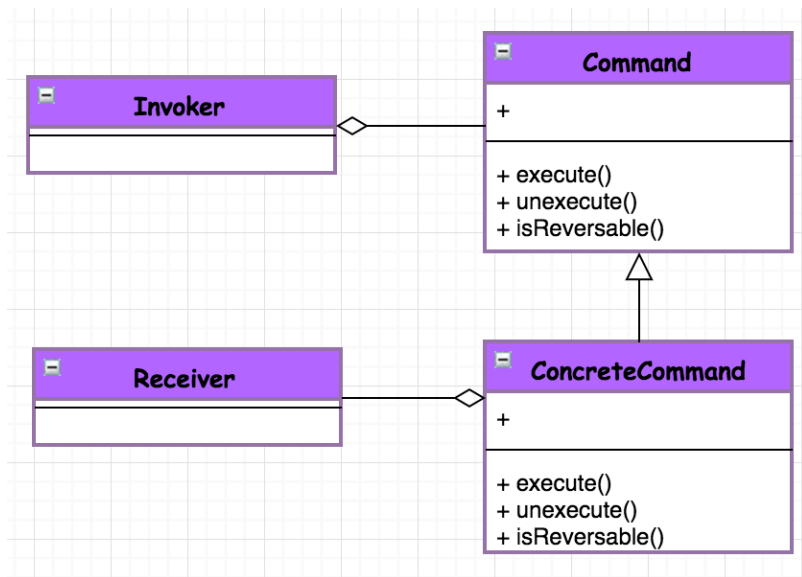 Invoker
Command
+
+ execute()
+ unexecute()
+ isReversable()
Receiver
ConcreteCommand
+
+ execute()
+ unexecute()
+ isReversable()